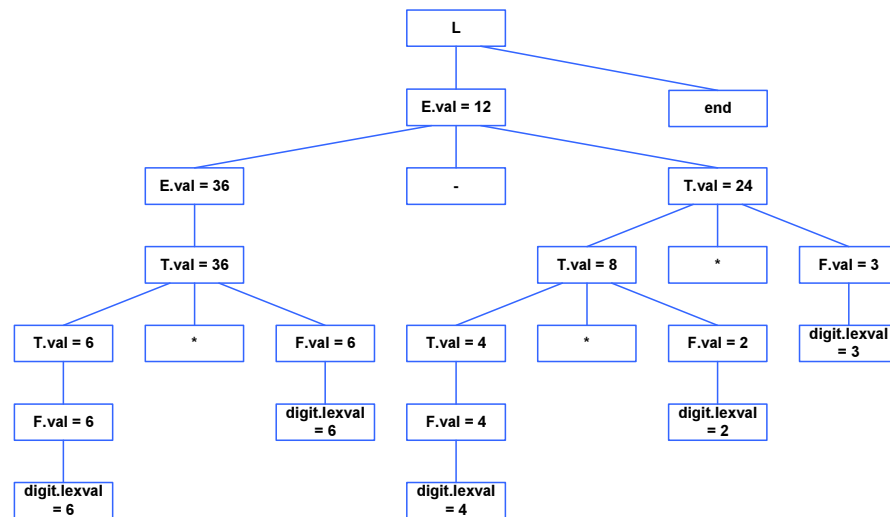 L
E.val = 12
end
E.val = 36
-
T.val = 24
T.val = 36
T.val = 8
*
F.val = 3
T.val = 6
*
F.val = 6
T.val = 4
*
F.val = 2
digit.lexval
= 3
F.val = 6
digit.lexval
= 6
F.val = 4
digit.lexval
= 2
digit.lexval
= 6
digit.lexval
= 4